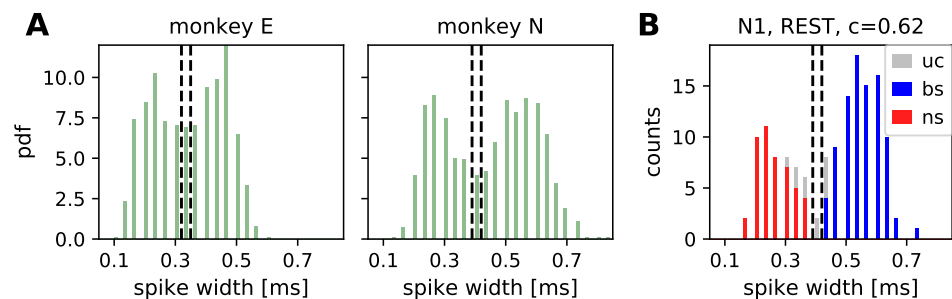 A
monkey E
monkey N
B
N1, REST, c=0.62
pdf
10.0
7.5
5.0
2.5
0.0
0.1 0.3 0.5 0.7
spike width [ms]
0.1 0.3 0.5 0.7
spike width [ms]
counts
15
10
5
0
uc
bs
ns
0.1 0.3 0.5 0.7
spike width [ms]